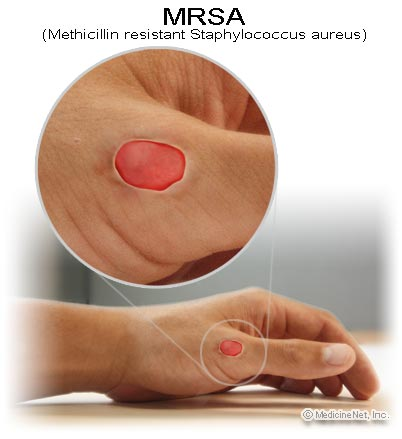 MRSA
(Methicillin resistant Staphylococcus aureus)
© MedicineNet, Inc.